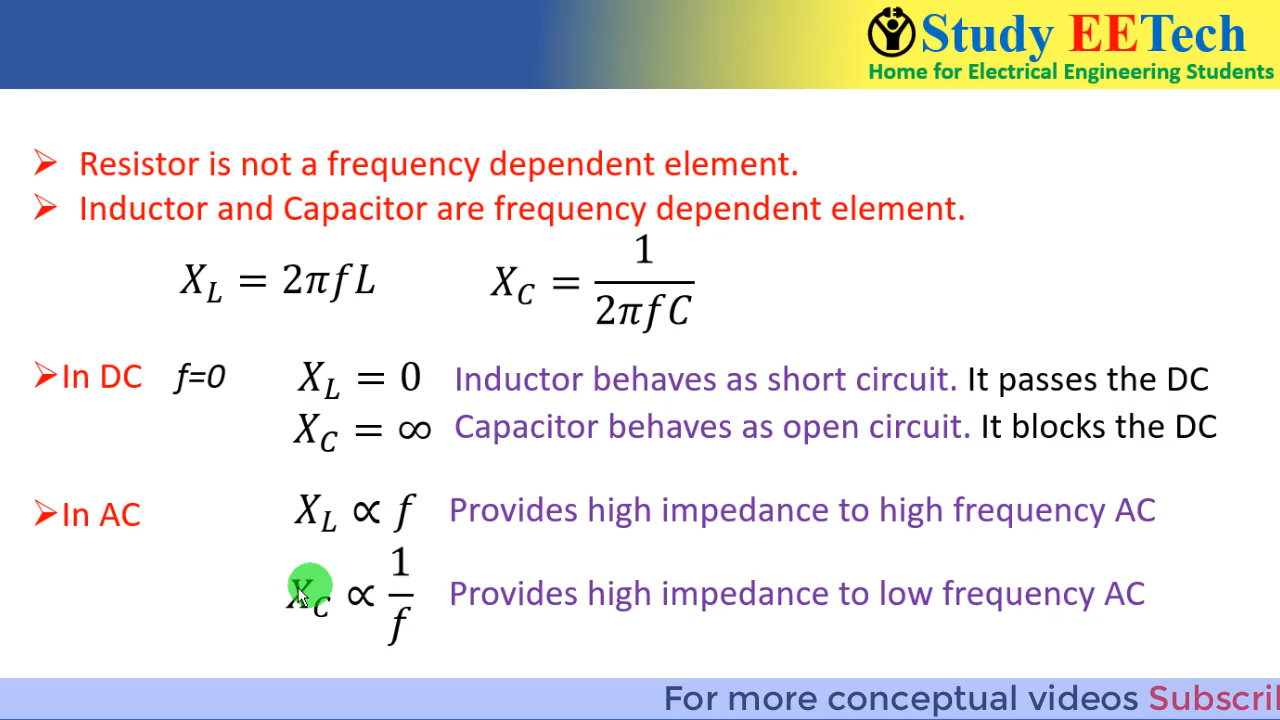 Study EETech
Home for Electrical Engineering Students
➢ Resistor is not a frequency dependent element.
➢ Inductor and Capacitor are frequency dependent element.
X_L = 2πfL    X_C = 1/(2πfC)
➢ In DC f=0 X_L = 0 Inductor behaves as short circuit. It passes the DC
X_C = ∞ Capacitor behaves as open circuit. It blocks the DC
➢ In AC X_L ∝ f Provides high impedance to high frequency AC
X_C ∝ 1/f Provides high impedance to low frequency AC
For more conceptual videos Subscri